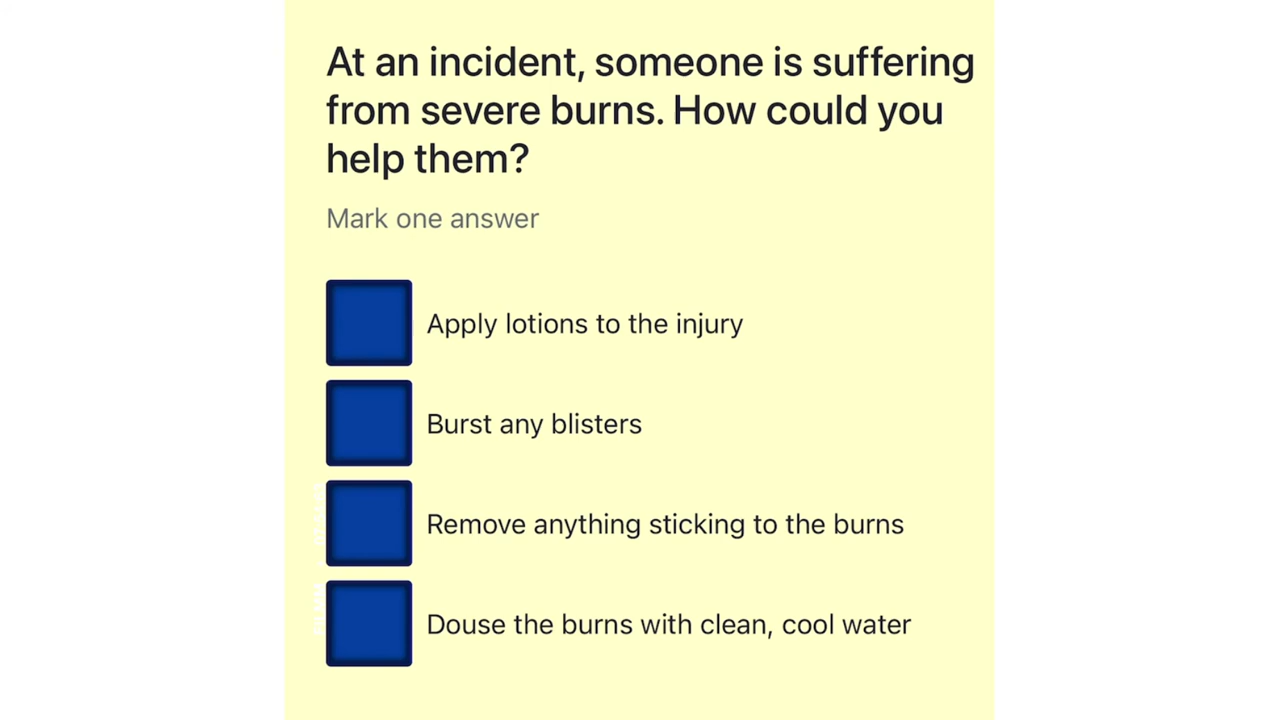 At an incident, someone is suffering
from severe burns. How could you
help them?
Mark one answer
Apply lotions to the injury
Burst any blisters
Remove anything sticking to the burns
Douse the burns with clean, cool water